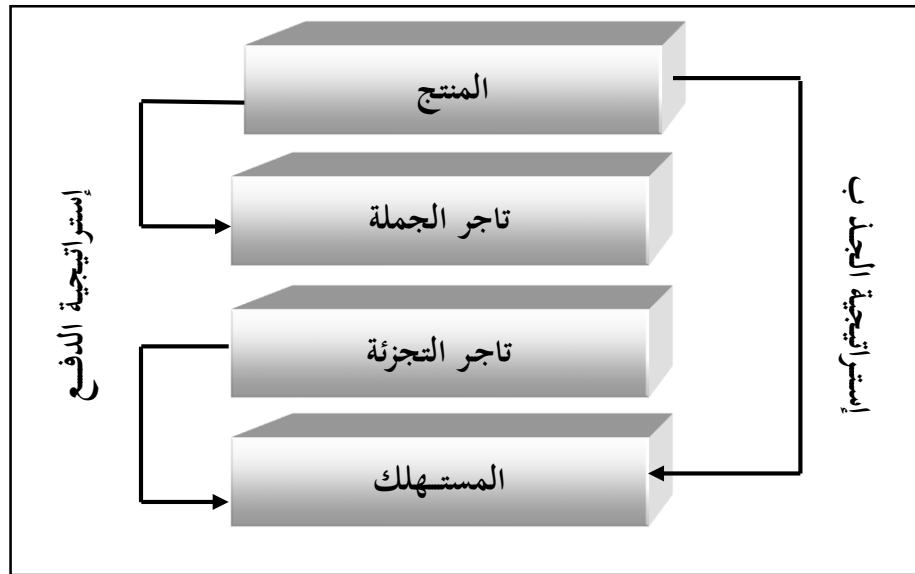 المنتج
تاجر الجملة
تاجر التجزئة
المستهلك
إستراتيجية الجذب
إستراتيجية الدفع